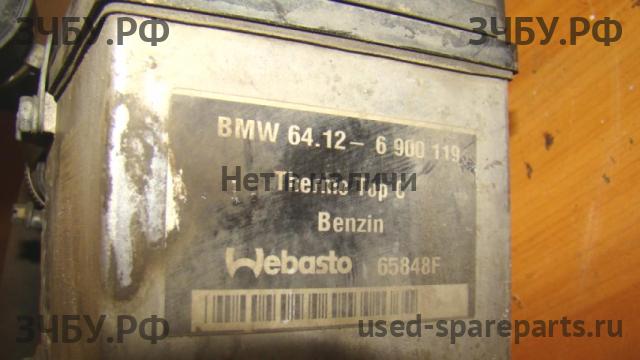 ЗЧБУ.РФ ЗЧБУ.РФ
BMW 64.12 – 6 900 119
Нет в наличи
Thermo Top C
Benzin
Webasto 65848F
ЗЧБУ.РФ used-spareparts.ru